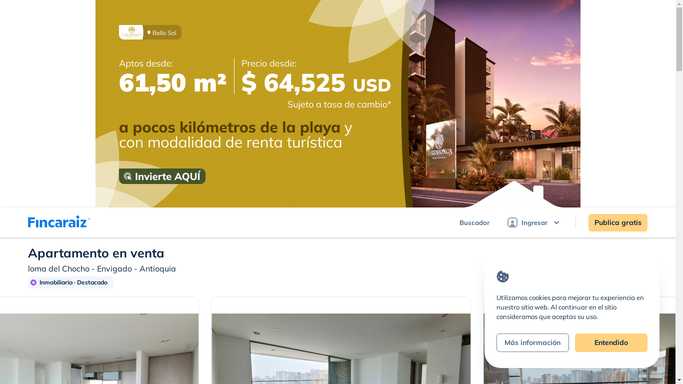 Bello Sol
Aptos desde:
61,50 m²
Precio desde:
$ 64,525 USD
Sujeto a tasa de cambio*
a pocos kilómetros de la playa y
con modalidad de renta turística
Invierte AQUÍ
Fincaraiz
Buscador
Ingresar
Publica gratis
Apartamento en venta
loma del Chocho - Envigado - Antioquia
Inmobiliaria · Destacado
Utilizamos cookies para mejorar tu experiencia en
nuestro sitio web. Al continuar en el sitio
consideramos que aceptas su uso.
Más información
Entendido